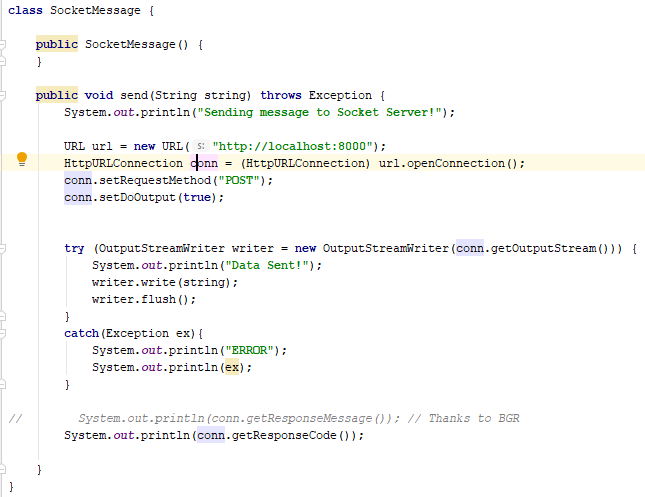 class SocketMessage {
public SocketMessage() {
}
public void send(String string) throws Exception {
System.out.println("Sending message to Socket Server!");
URL url = new URL( s: "http://localhost:8000");
HttpURLConnection conn = (HttpURLConnection) url.openConnection();
conn.setRequestMethod("POST");
conn.setDoOutput(true);
try (OutputStreamWriter writer = new OutputStreamWriter(conn.getOutputStream())) {
System.out.println("Data Sent!");
writer.write(string);
writer.flush();
}
catch(Exception ex){
System.out.println("ERROR");
System.out.println(ex);
}
// System.out.println(conn.getResponseMessage()); // Thanks to BGR
System.out.println(conn.getResponseCode());
}
}